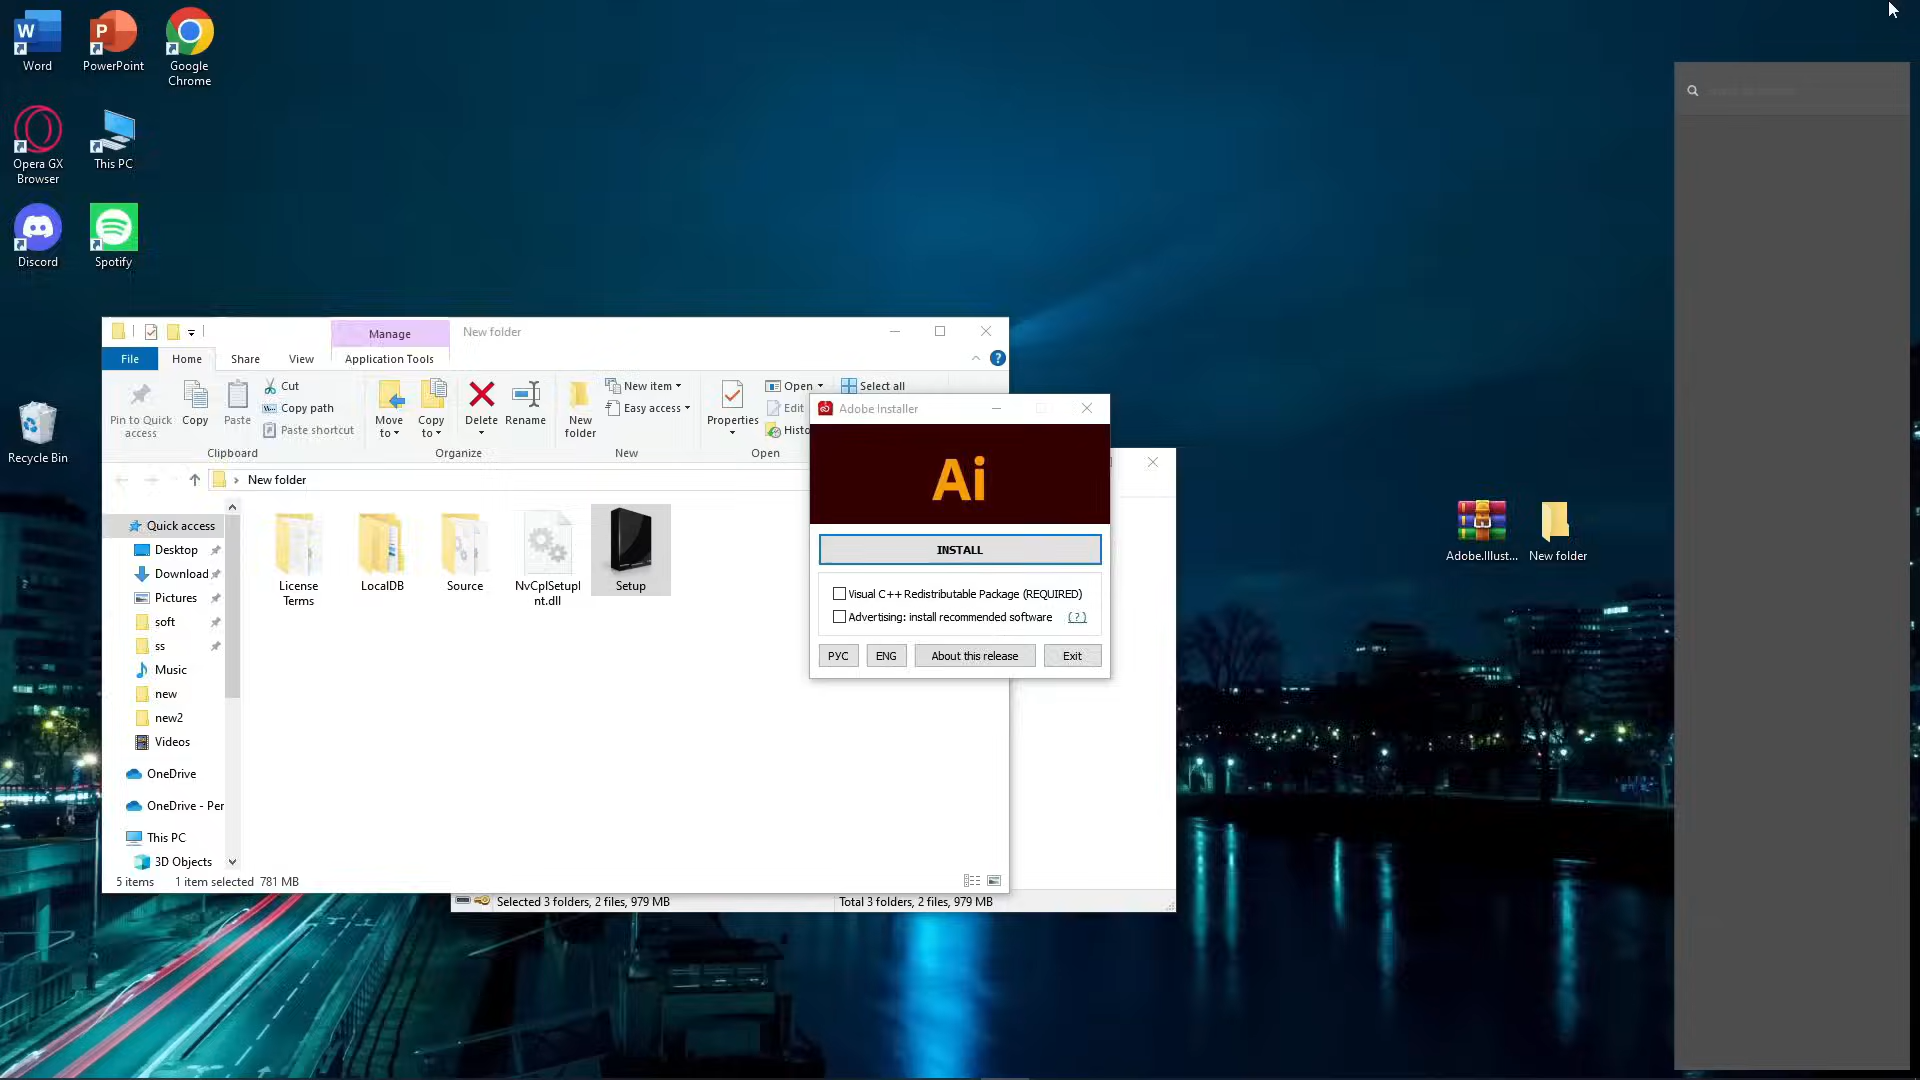 Word
PowerPoint
Google
Chrome
Opera GX
Browser
This PC
Discord
Spotify
Recycle Bin
Manage
New folder
File
Home
Share
View
Application Tools
Pin to Quick
access
Copy
Paste
Cut
Copy path
Paste shortcut
Clipboard
Move
to
Copy
to
Delete
Rename
Organize
New
folder
New item
Easy access
New
Properties
Open
Edit
Histo
Open
Select all
New folder
Quick access
Desktop
Download
Pictures
soft
ss
Music
new
new2
Videos
OneDrive
OneDrive - Per
This PC
3D Objects
License
Terms
LocalDB
Source
NvCplSetupI
nt.dll
Setup
5 items
1 item selected 781 MB
Adobe Installer
Ai
INSTALL
Visual C++ Redistributable Package (REQUIRED)
Advertising: install recommended software
( ? )
РУС
ENG
About this release
Exit
Selected 3 folders, 2 files, 979 MB
Total 3 folders, 2 files, 979 MB
Adobe.Illust...
New folder